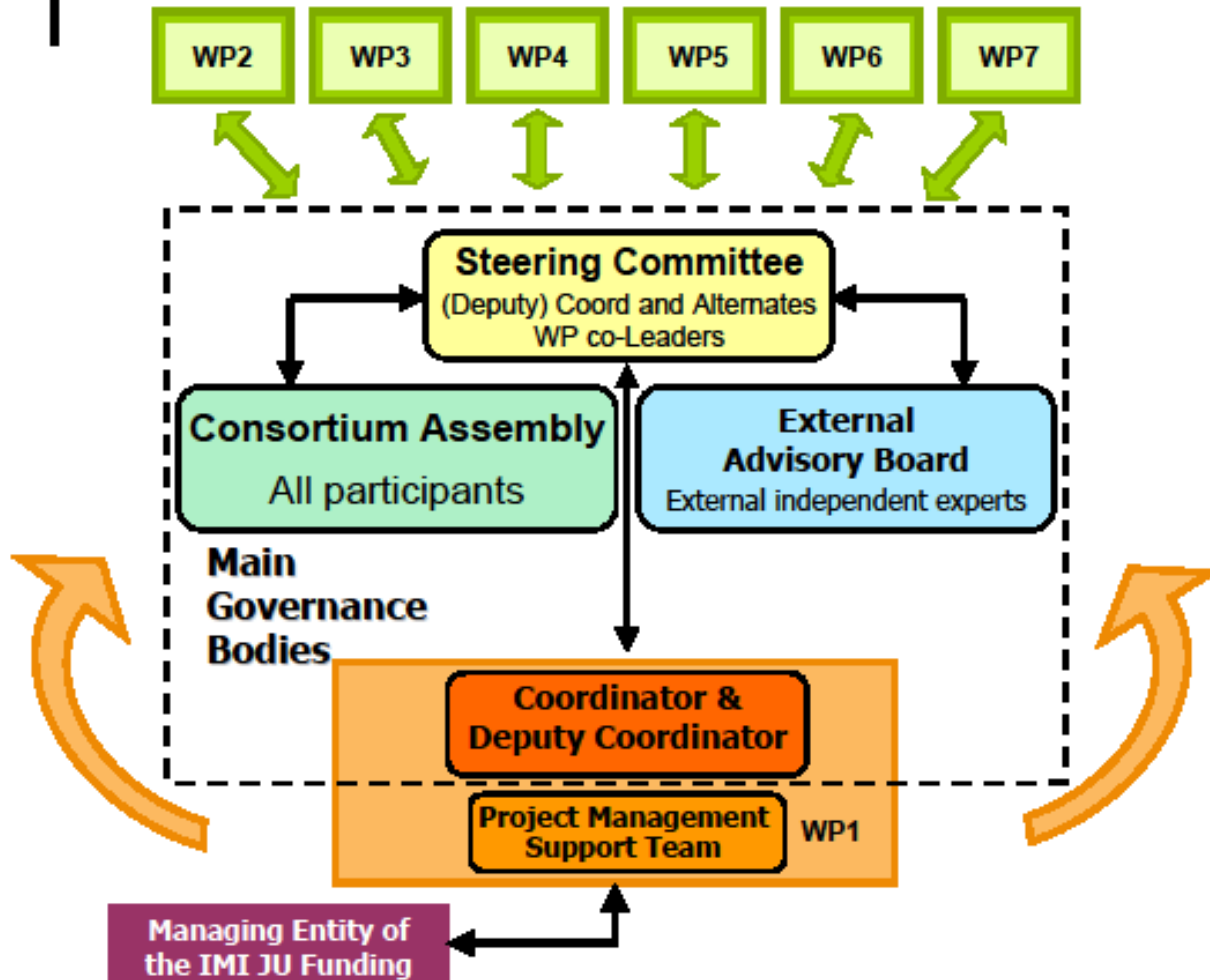 WP2 WP3 WP4 WP5 WP6 WP7
Steering Committee
(Deputy) Coord and Alternates
WP co-Leaders
Consortium Assembly
All participants
External
Advisory Board
External independent experts
Main
Governance
Bodies
Coordinator &
Deputy Coordinator
Project Management
Support Team
WP1
Managing Entity of
the IMI JU Funding